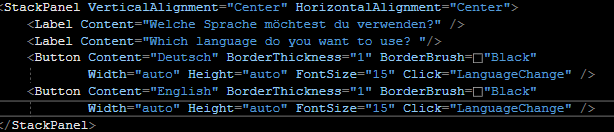 <StackPanel VerticalAlignment="Center" HorizontalAlignment="Center">
<Label Content="Welche Sprache möchtest du verwenden?" />
<Label Content="Which language do you want to use? "/>
<Button Content="Deutsch" BorderThickness="1" BorderBrush="Black"
Width="auto" Height="auto" FontSize="15" Click="LanguageChange" />
<Button Content="English" BorderThickness="1" BorderBrush="Black"
Width="auto" Height="auto" FontSize="15" Click="LanguageChange" />
</StackPanel>